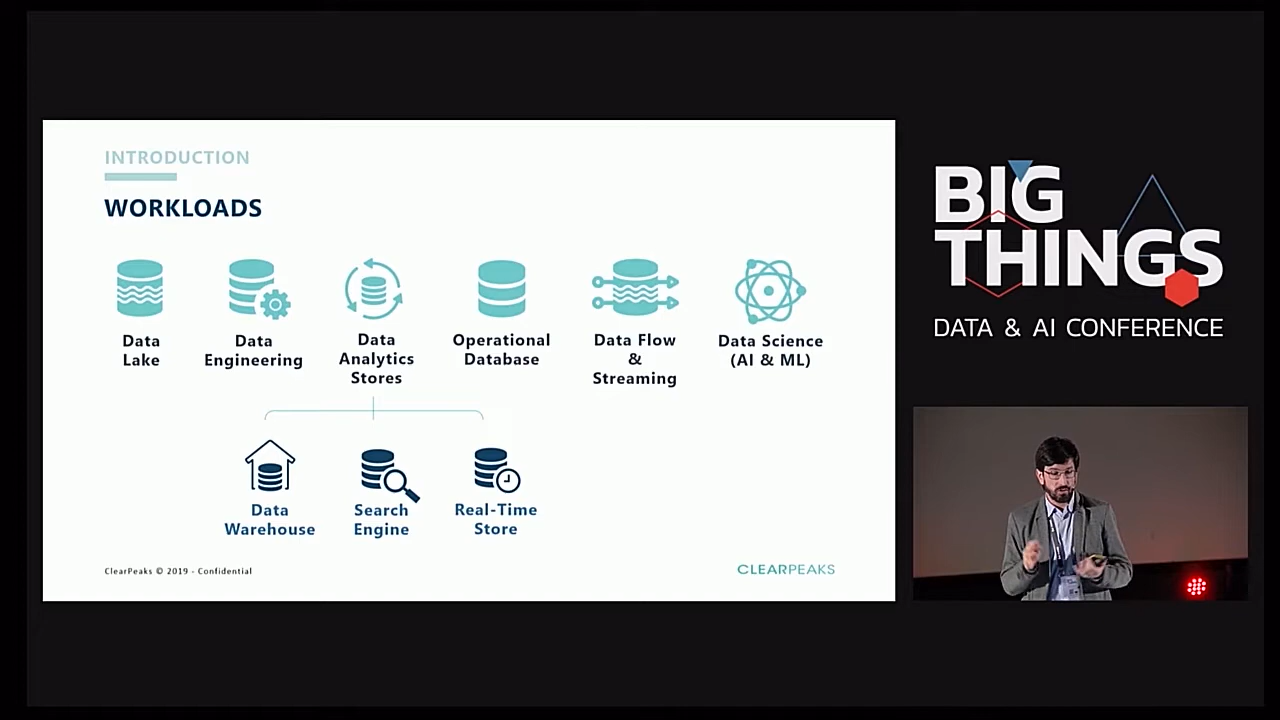 INTRODUCTION
WORKLOADS
Data
Lake
Data
Engineering
Data
Analytics
Stores
Operational
Database
Data Flow
&
Streaming
Data Science
(AI & ML)
Data
Warehouse
Search
Engine
Real-Time
Store
ClearPeaks © 2019 - Confidential
CLEARPEAKS
BIG
THINGS
DATA & AI CONFERENCE